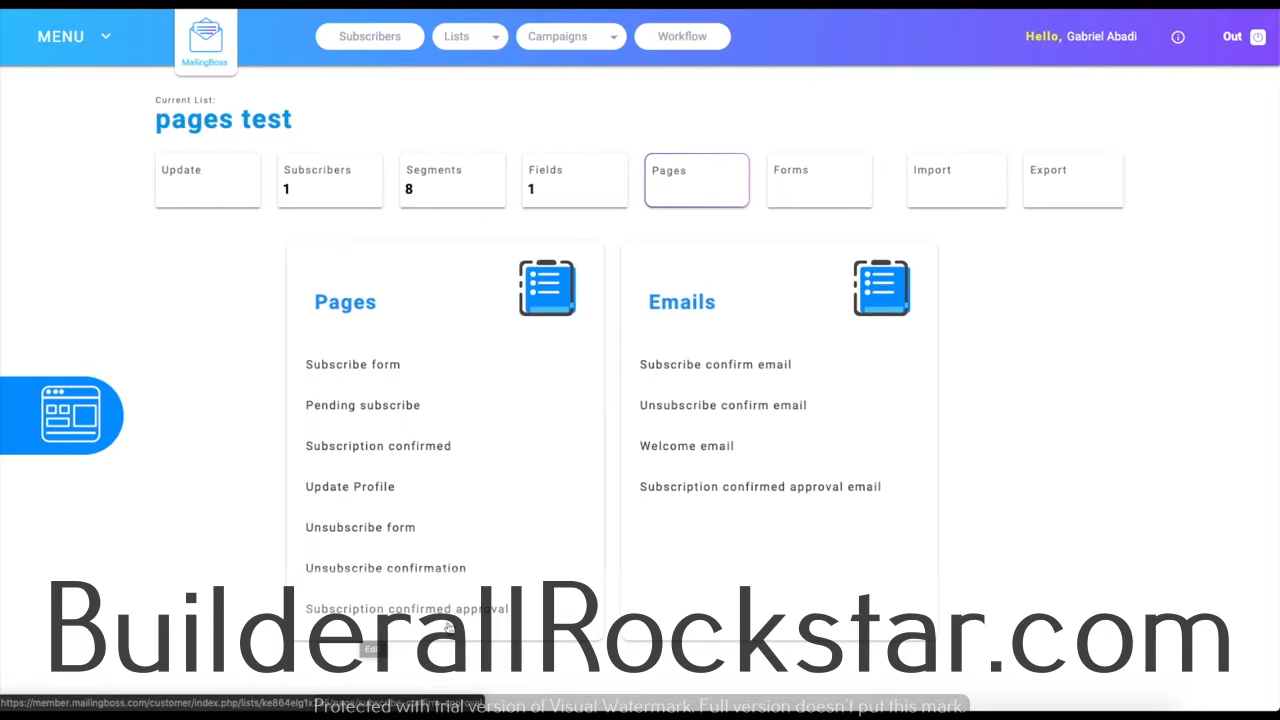 MENU
MailingBoss
Subscribers
Lists
Campaigns
Workflow
Hello, Gabriel Abadi
Out
Current List:
pages test
Update
Subscribers
1
Segments
8
Fields
1
Pages
Forms
Import
Export
Pages
Subscribe form
Pending subscribe
Subscription confirmed
Update Profile
Unsubscribe form
Unsubscribe confirmation
Subscription confirmed approval
Emails
Subscribe confirm email
Unsubscribe confirm email
Welcome email
Subscription confirmed approval email
BuilderallRockstar.com
Protected with trial version of Visual Watermark. Full version doesn't put this mark.